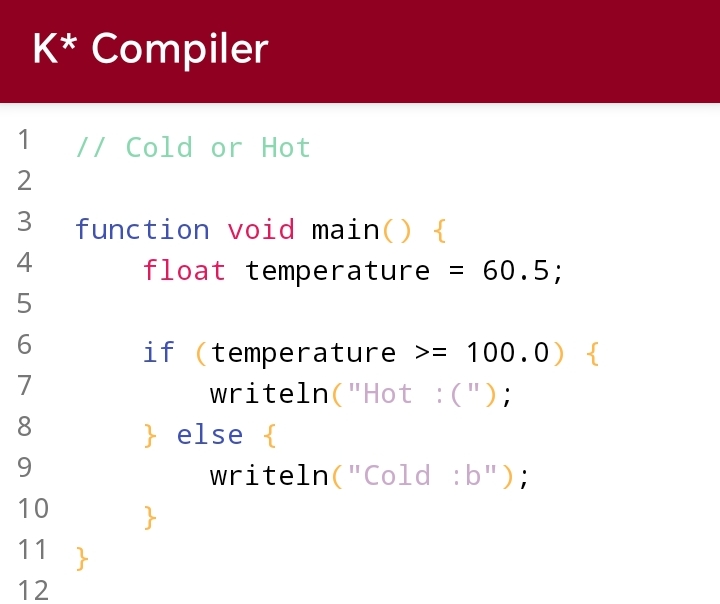 K* Compiler
1 // Cold or Hot
2
3 function void main() {
4     float temperature = 60.5;
5
6     if (temperature >= 100.0) {
7         writeln("Hot :(");
8     } else {
9         writeln("Cold :b");
10     }
11 }
12